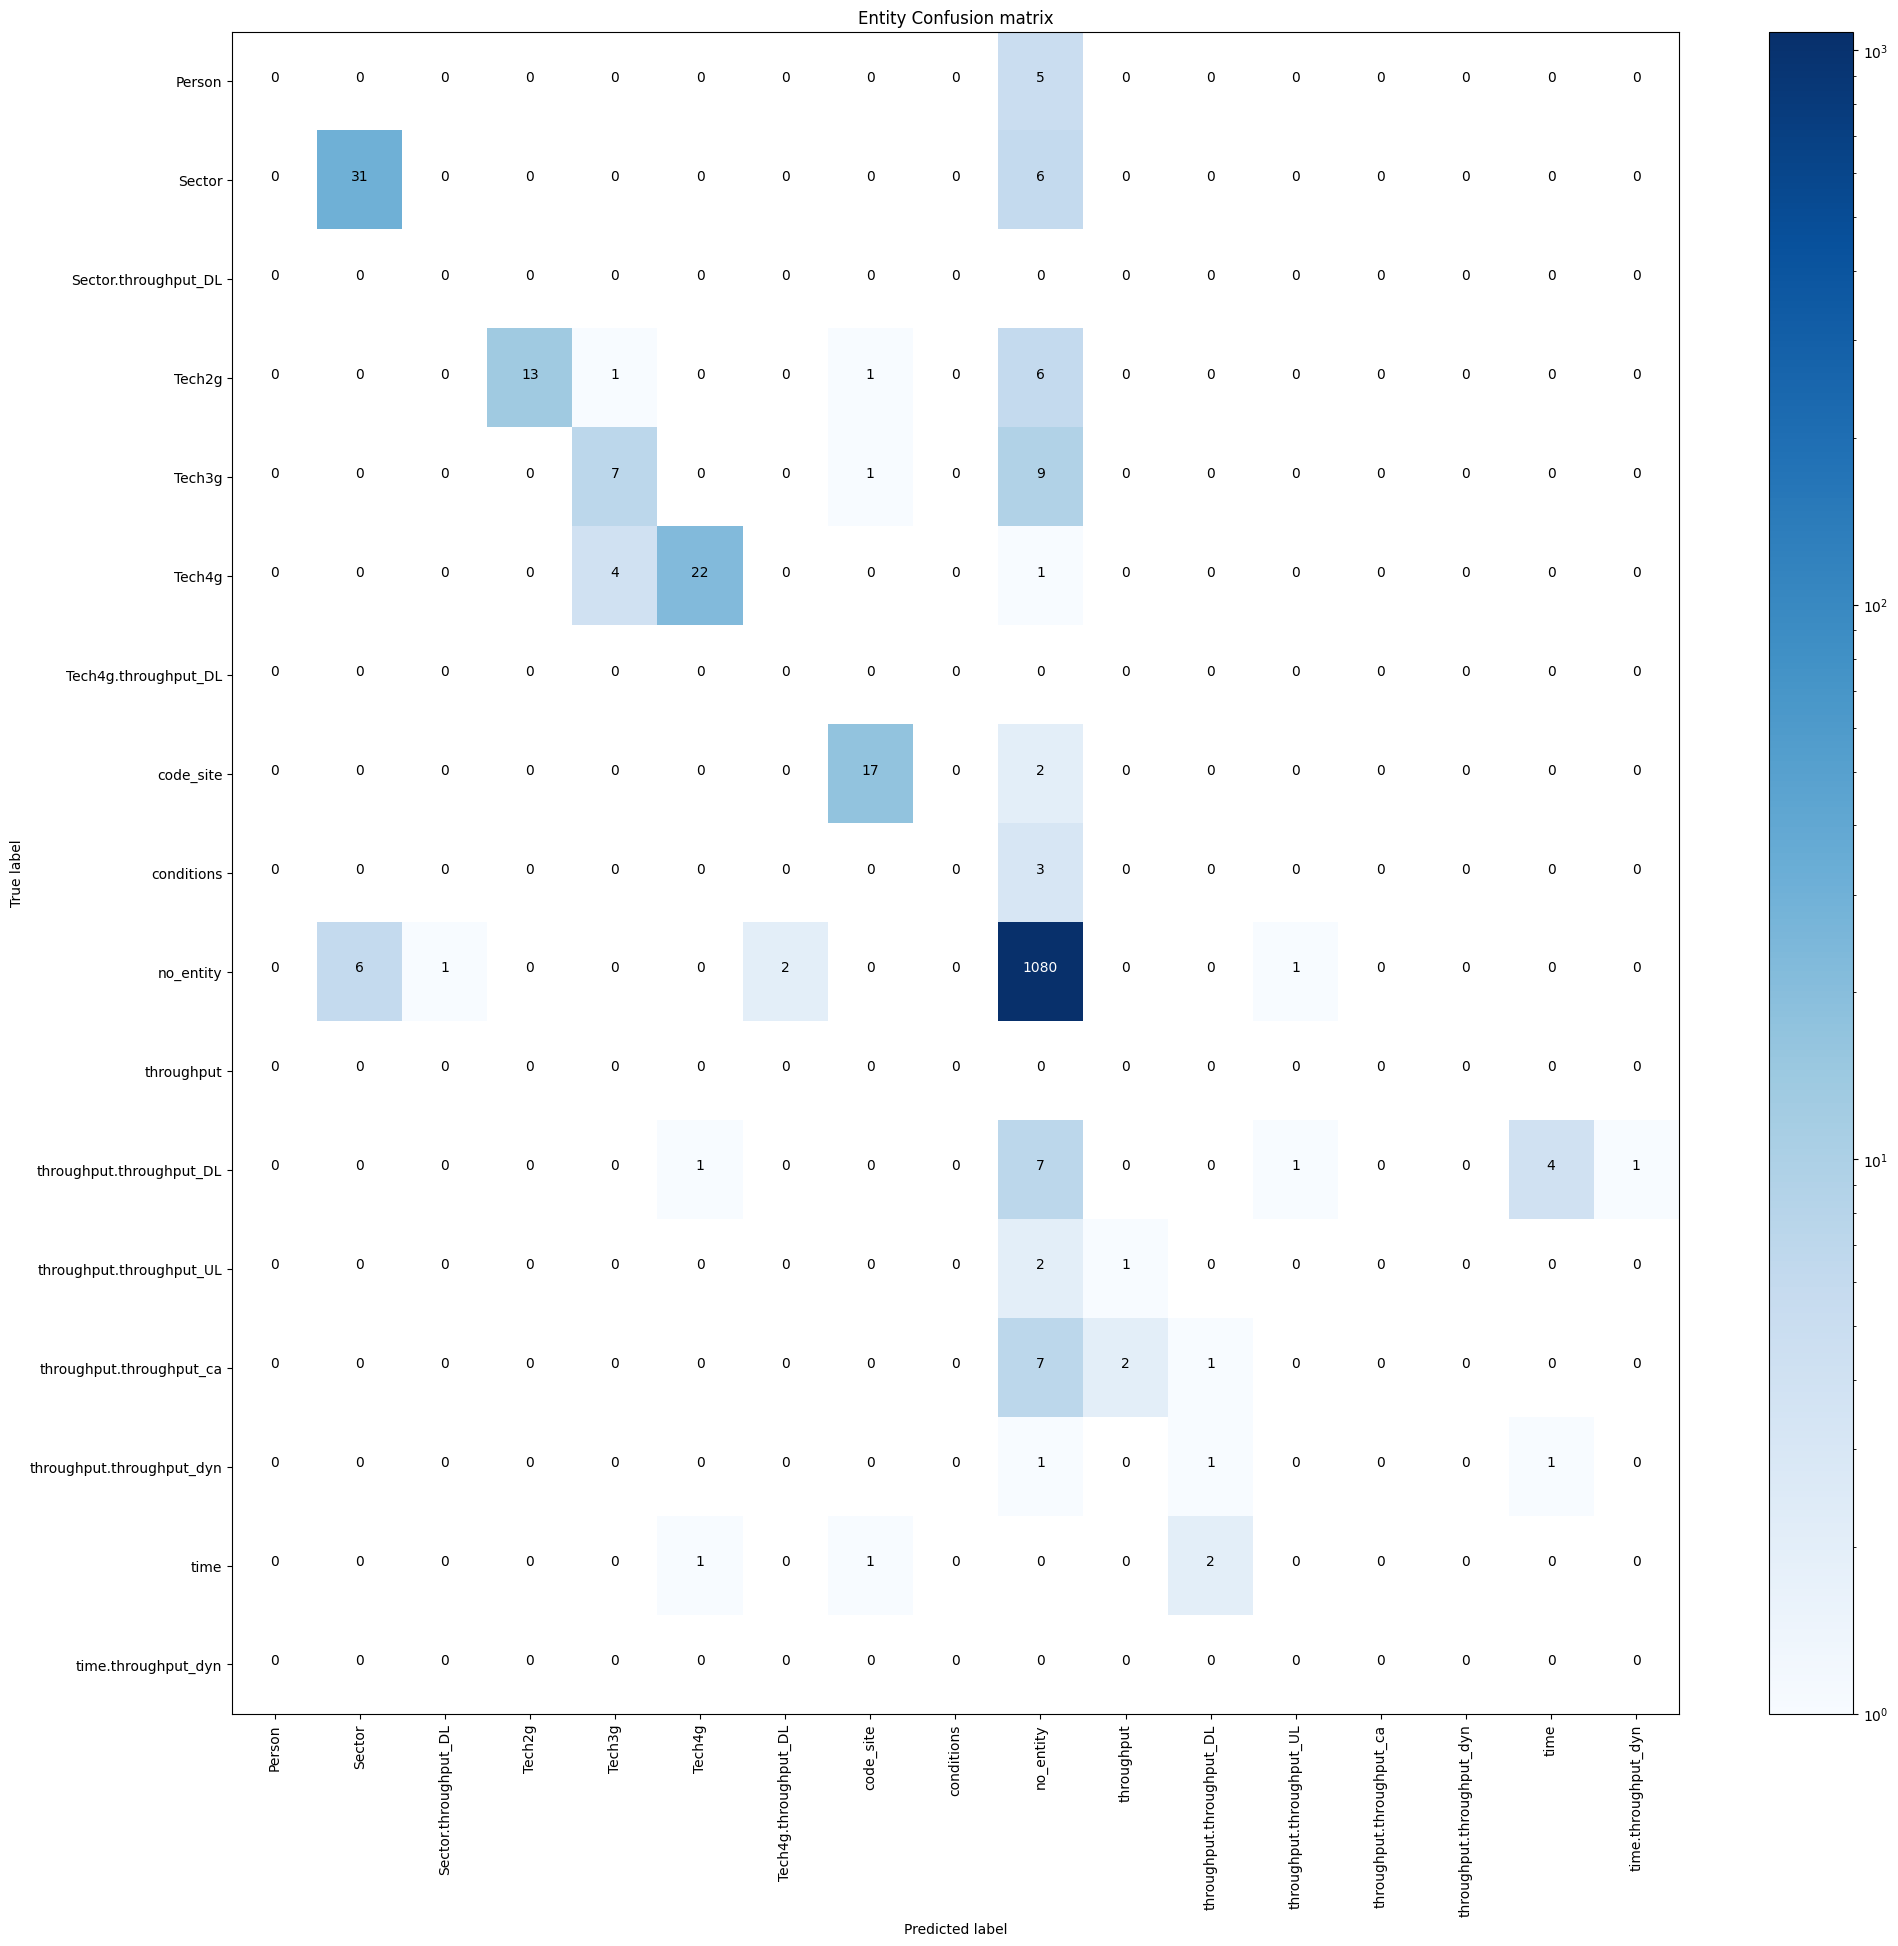 Entity Confusion matrix
Person 0 0 0 0 0 0 0 0 0 5 0 0 0 0 0 0 0
Sector 0 31 0 0 0 0 0 0 0 6 0 0 0 0 0 0 0
Sector.throughput_DL 0 0 0 0 0 0 0 0 0 0 0 0 0 0 0 0 0
Tech2g 0 0 0 13 1 0 0 1 0 6 0 0 0 0 0 0 0
Tech3g 0 0 0 0 7 0 0 1 0 9 0 0 0 0 0 0 0
Tech4g 0 0 0 0 4 22 0 0 0 1 0 0 0 0 0 0 0
Tech4g.throughput_DL 0 0 0 0 0 0 0 0 0 0 0 0 0 0 0 0 0
code_site 0 0 0 0 0 0 0 17 0 2 0 0 0 0 0 0 0
conditions 0 0 0 0 0 0 0 0 0 3 0 0 0 0 0 0 0
no_entity 0 6 1 0 0 0 2 0 0 1080 0 0 1 0 0 0 0
throughput 0 0 0 0 0 0 0 0 0 0 0 0 0 0 0 0 0
throughput.throughput_DL 0 0 0 0 0 1 0 0 0 7 0 0 1 0 0 4 1
throughput.throughput_UL 0 0 0 0 0 0 0 0 0 2 1 0 0 0 0 0 0
throughput.throughput_ca 0 0 0 0 0 0 0 0 0 7 2 1 0 0 0 0 0
throughput.throughput_dyn 0 0 0 0 0 0 0 0 0 1 0 1 0 0 0 1 0
time 0 0 0 0 0 1 0 1 0 0 0 2 0 0 0 0 0
time.throughput_dyn 0 0 0 0 0 0 0 0 0 0 0 0 0 0 0 0 0
True label
Person
Sector
Sector.throughput_DL
Tech2g
Tech3g
Tech4g
Tech4g.throughput_DL
code_site
conditions
no_entity
throughput
throughput.throughput_DL
throughput.throughput_UL
throughput.throughput_ca
throughput.throughput_dyn
time
time.throughput_dyn
Predicted label
10³
10²
10¹
10⁰